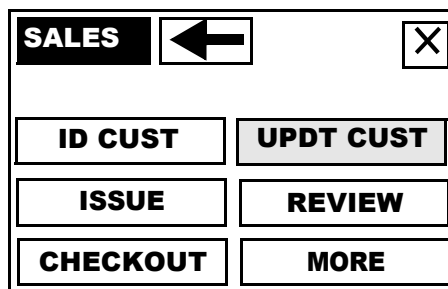 SALES
ID CUST
UPDT CUST
ISSUE
REVIEW
CHECKOUT
MORE